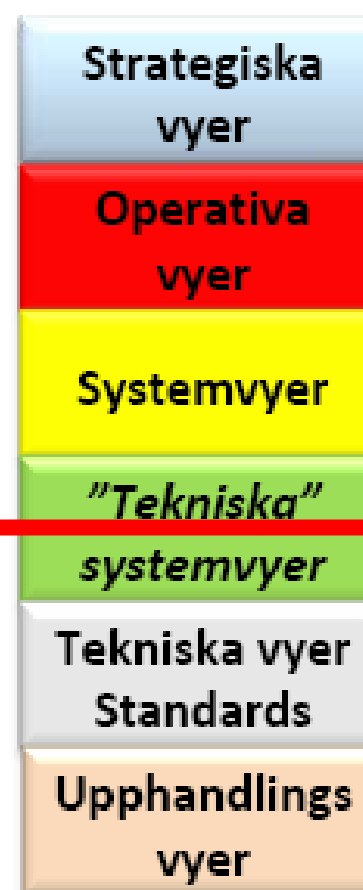 Strategiska
vyer
Operativa
vyer
Systemvyer
”Tekniska”
systemvyer
Tekniska vyer
Standards
Upphandlings
vyer